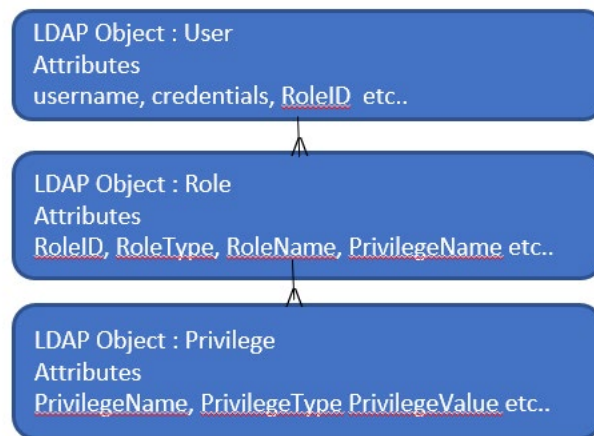 LDAP Object : User
Attributes
username, credentials, RoleID etc..
LDAP Object : Role
Attributes
RoleID, RoleType, RoleName, PrivilegeName etc..
LDAP Object : Privilege
Attributes
PrivilegeName, PrivilegeType PrivilegeValue etc..